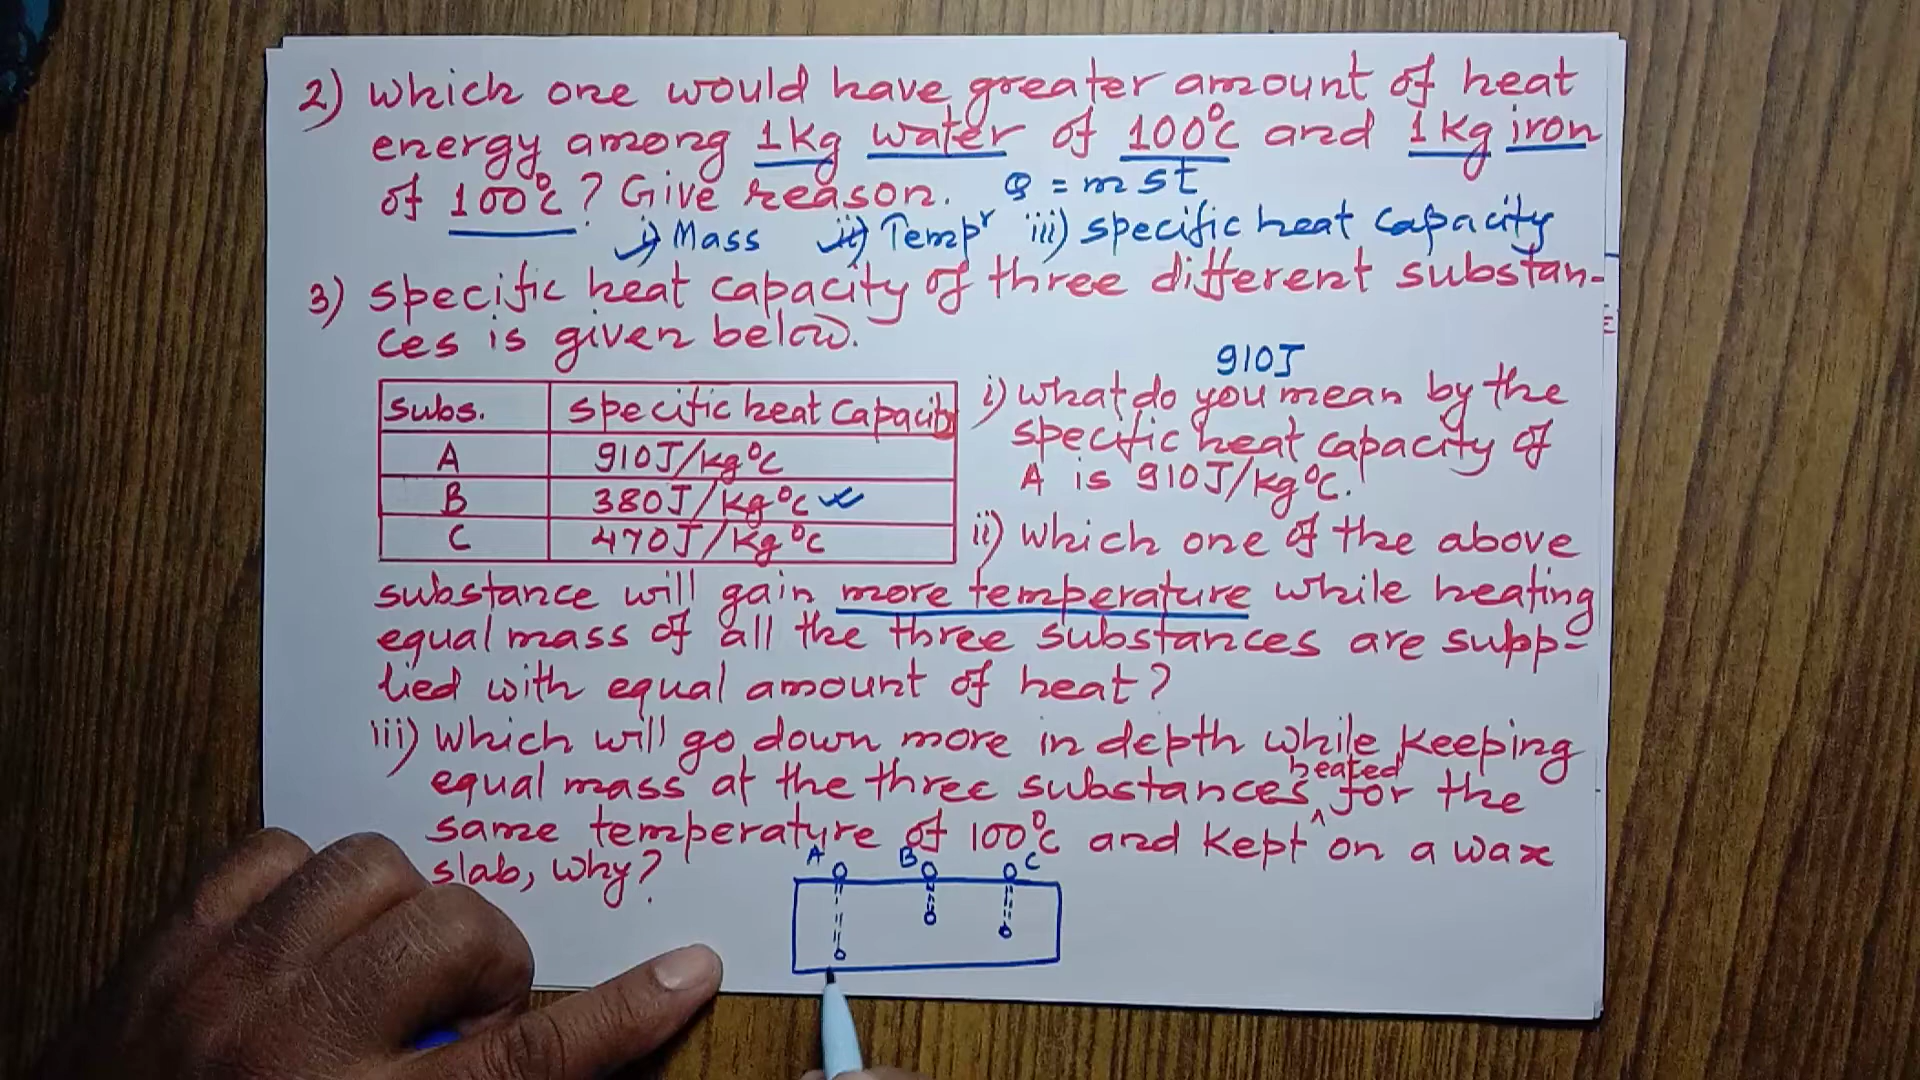 2) which one would have greater amount of heat
energy among 1kg water of 100°c and 1kg iron
of 100°c? Give reason. Q = mst
i) Mass ii) Tempʳ iii) specific heat capacity
3) specific heat capacity of three different substan-
ces is given below.
910J
Subs. specific heat capacity
A 910J/kg°C
B 380J/kg°C
C 470J/kg°C
i) what do you mean by the
specific heat capacity of
A is 910J/kg°C.
ii) which one of the above
substance will gain more temperature while heating
equal mass of all the three substances are supp-
lied with equal amount of heat?
iii) which will go down more in depth while keeping
equal mass at the three substances heated for the
same temperature of 100°c and kept on a wax
slab, why?
A B C